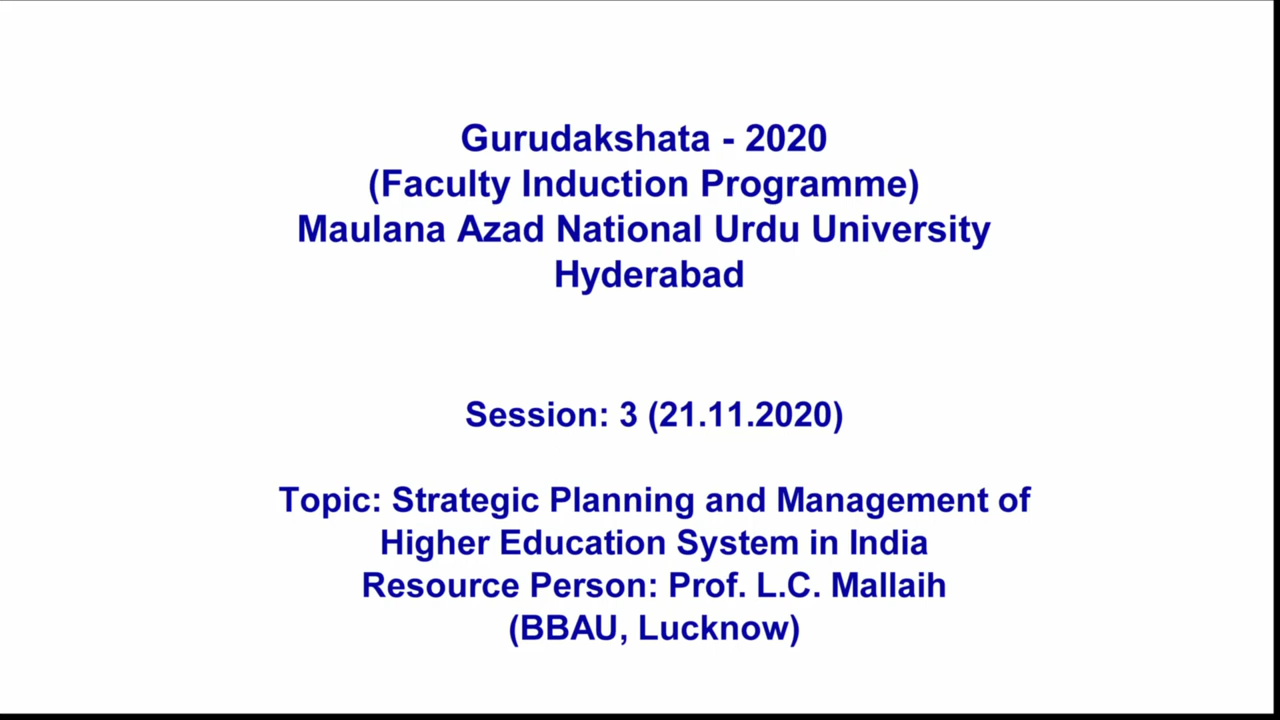 Gurudakshata - 2020
(Faculty Induction Programme)
Maulana Azad National Urdu University
Hyderabad
Session: 3 (21.11.2020)
Topic: Strategic Planning and Management of
Higher Education System in India
Resource Person: Prof. L.C. Mallaih
(BBAU, Lucknow)